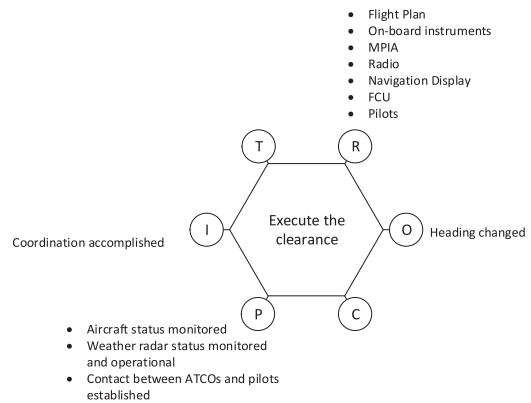 • Flight Plan
• On-board instruments
• MPIA
• Radio
• Navigation Display
• FCU
• Pilots
T
R
Execute the
clearance
I
O
Coordination accomplished
Heading changed
P
C
• Aircraft status monitored
• Weather radar status monitored
and operational
• Contact between ATCOs and pilots
established